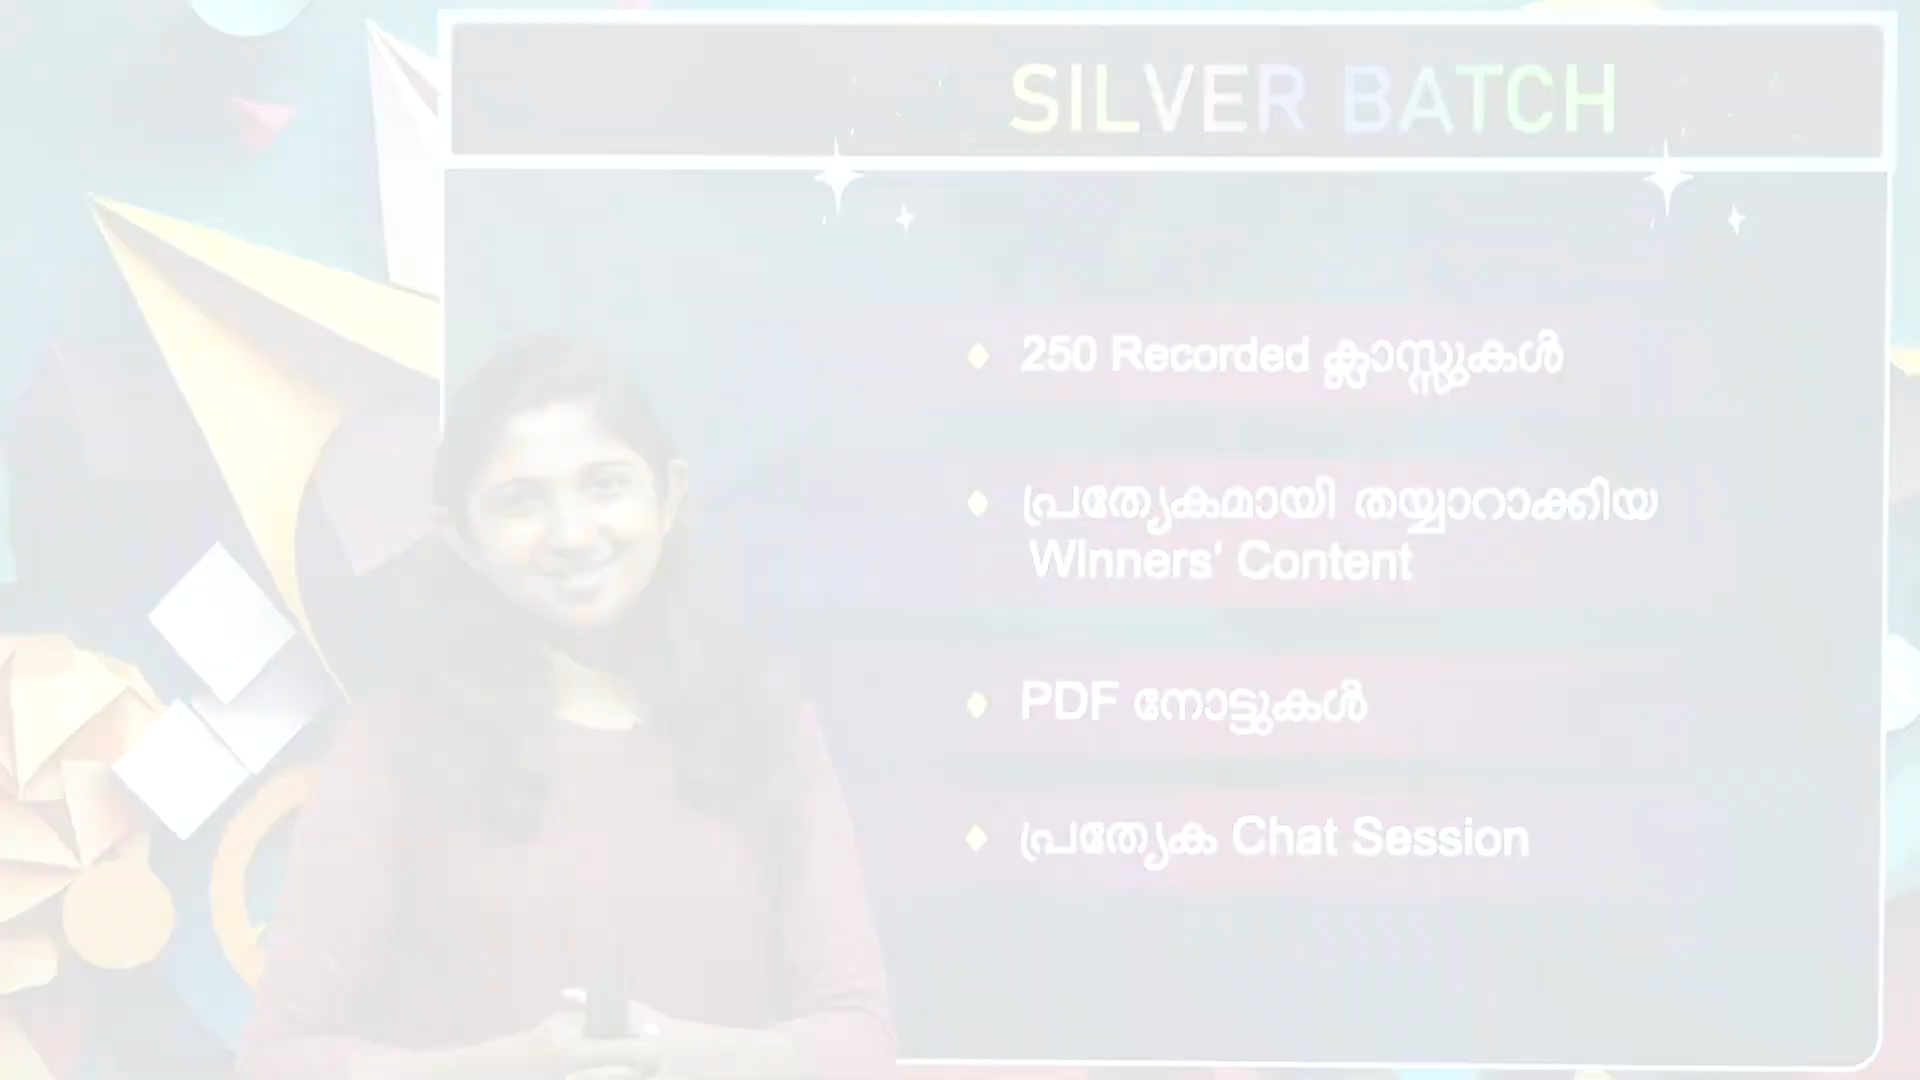 SILVER BATCH
250 Recorded ക്ലാസ്സുകൾ
പ്രത്യേകമായി തയ്യാറാക്കിയ
Winners' Content
PDF നോട്ടുകൾ
പ്രത്യേക Chat Session